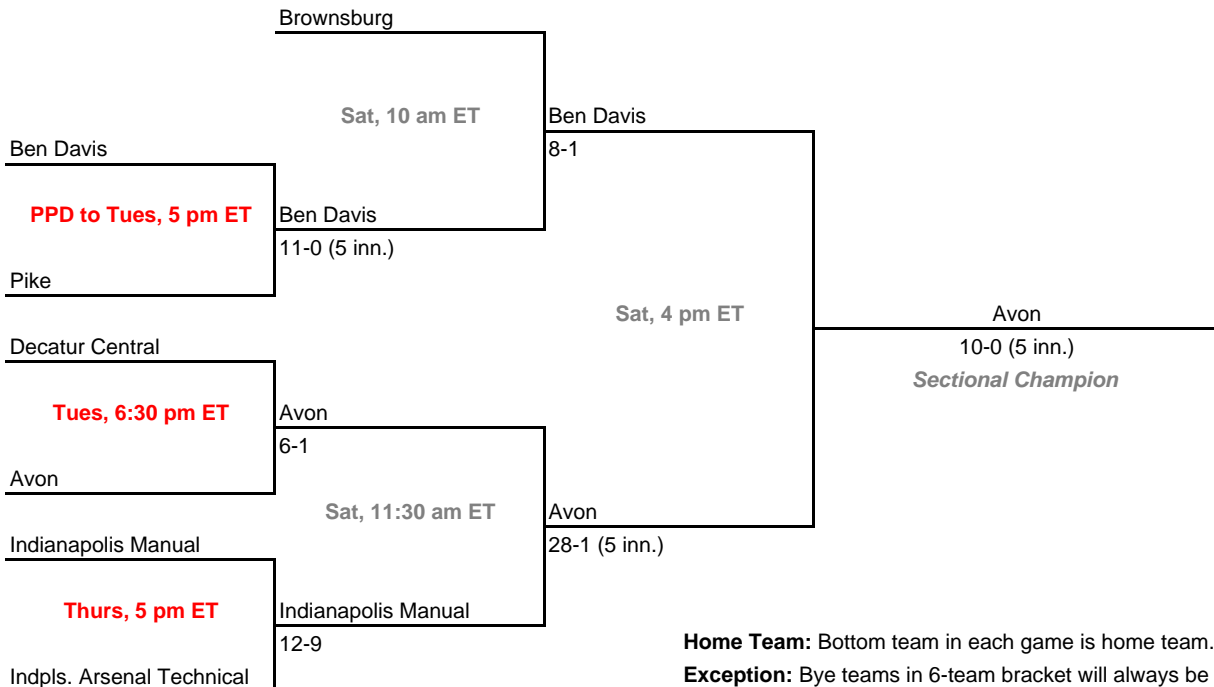 Brownsburg
Sat, 10 am ET
Ben Davis
8-1
Ben Davis
PPD to Tues, 5 pm ET
Ben Davis
11-0 (5 inn.)
Pike
Sat, 4 pm ET
Avon
10-0 (5 inn.)
Sectional Champion
Decatur Central
Tues, 6:30 pm ET
Avon
6-1
Avon
Sat, 11:30 am ET
Avon
28-1 (5 inn.)
Indianapolis Manual
Thurs, 5 pm ET
Indianapolis Manual
12-9
Indpls. Arsenal Technical
Home Team: Bottom team in each game is home team.
Exception: Bye teams in 6-team bracket will always be